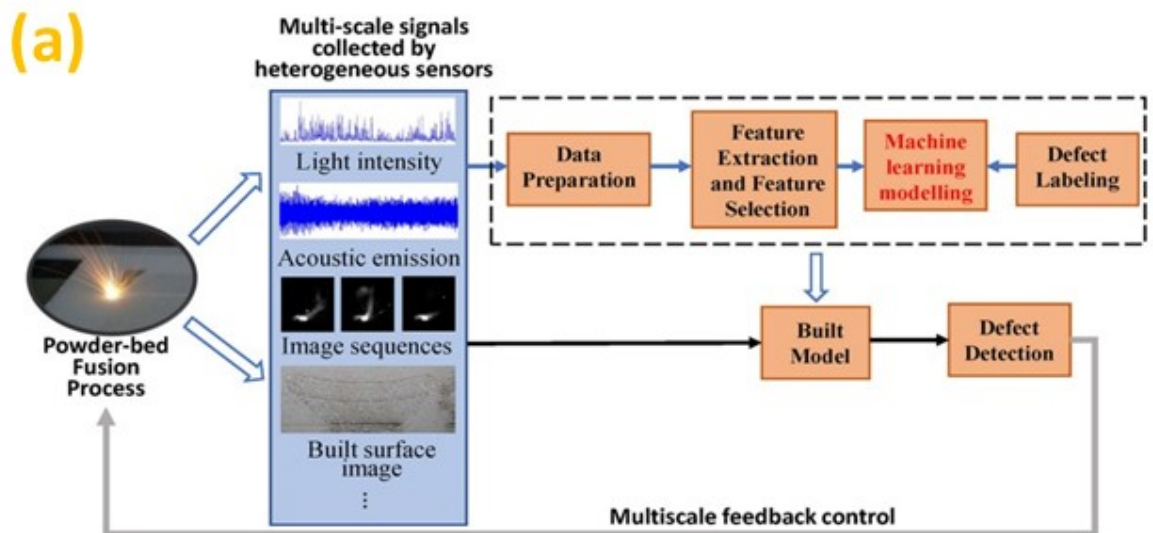 (a)
Multi-scale signals
collected by
heterogeneous sensors
Light intensity
Acoustic emission
Image sequences
Built surface
image
⋮
Powder-bed
Fusion
Process
Data
Preparation
Feature
Extraction
and Feature
Selection
Machine
learning
modelling
Defect
Labeling
Built
Model
Defect
Detection
Multiscale feedback control